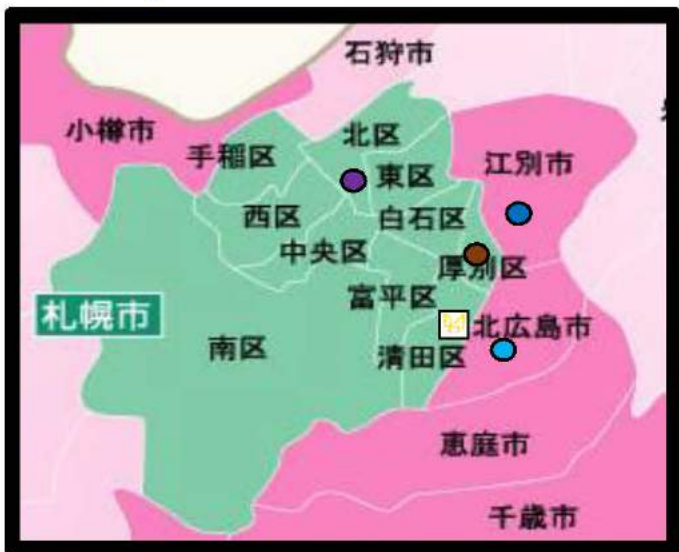 石狩市
小樽市
北区
手稲区
東区
江別市
西区
白石区
中央区
厚別区
富平区
札幌市
北広島市
南区
清田区
恵庭市
千歳市